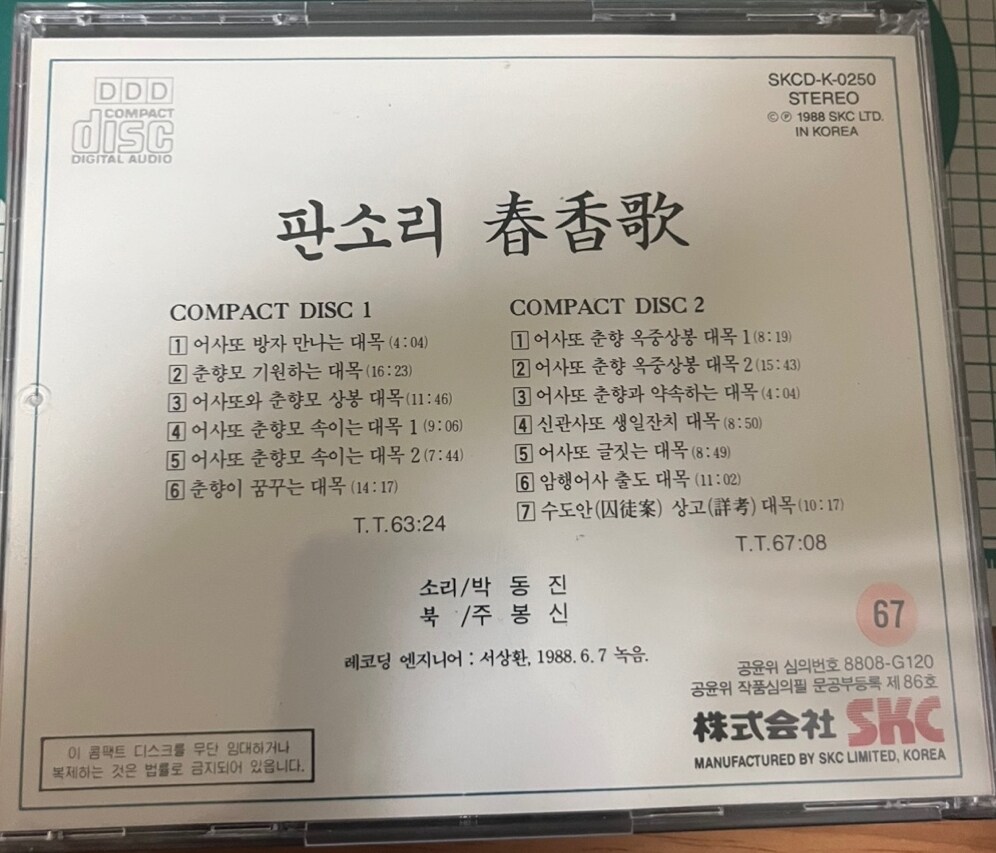 DDD
COMPACT
disc
DIGITAL AUDIO
SKCD-K-0250
STEREO
©℗ 1988 SKC LTD.
IN KOREA
판소리 春香歌
COMPACT DISC 1
1 어사또 방자 만나는 대목(4:04)
2 춘향모 기원하는 대목(16:23)
3 어사또와 춘향모 상봉 대목(11:46)
4 어사또 춘향모 속이는 대목 1 (9:06)
5 어사또 춘향모 속이는 대목 2 (7:44)
6 춘향이 꿈꾸는 대목(14:17)
T.T.63:24
COMPACT DISC 2
1 어사또 춘향 옥중상봉 대목 1 (8:19)
2 어사또 춘향 옥중상봉 대목 2 (15:43)
3 어사또 춘향과 약속하는 대목(4:04)
4 신관사또 생일잔치 대목(8:50)
5 어사또 글짓는 대목(8:49)
6 암행어사 출도 대목(11:02)
7 수도안(囚徒案) 상고(詳考) 대목(10:17)
T.T.67:08
소리/박 동 진
북 /주 봉 신
레코딩 엔지니어 : 서상환, 1988. 6. 7 녹음.
67
공윤위 심의번호 8808-G120
공윤위 작품심의필 문공부등록 제86호
株式会社 SKC
MANUFACTURED BY SKC LIMITED, KOREA
이 콤팩트 디스크를 무단 임대하거나
복제하는 것은 법률로 금지되어 있읍니다.